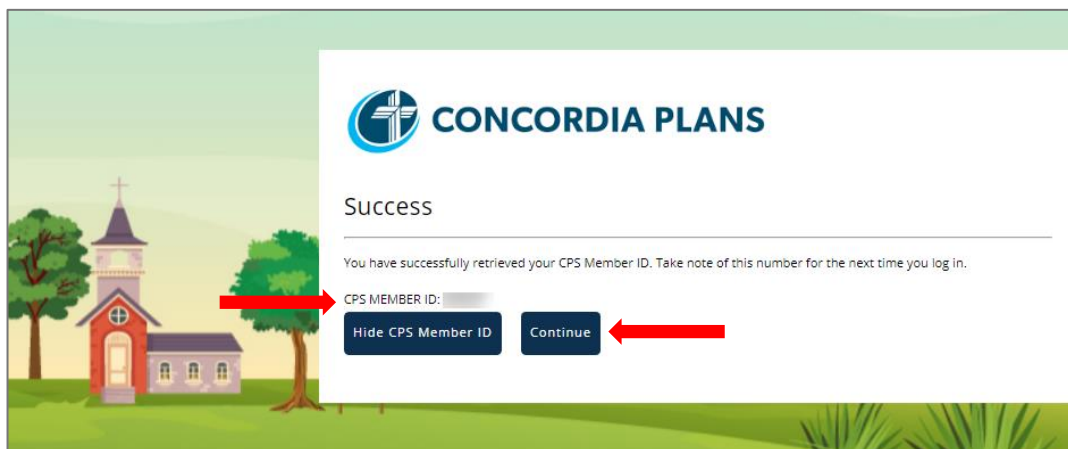 CONCORDIA PLANS
Success
You have successfully retrieved your CPS Member ID. Take note of this number for the next time you log in.
CPS MEMBER ID:
Hide CPS Member ID
Continue